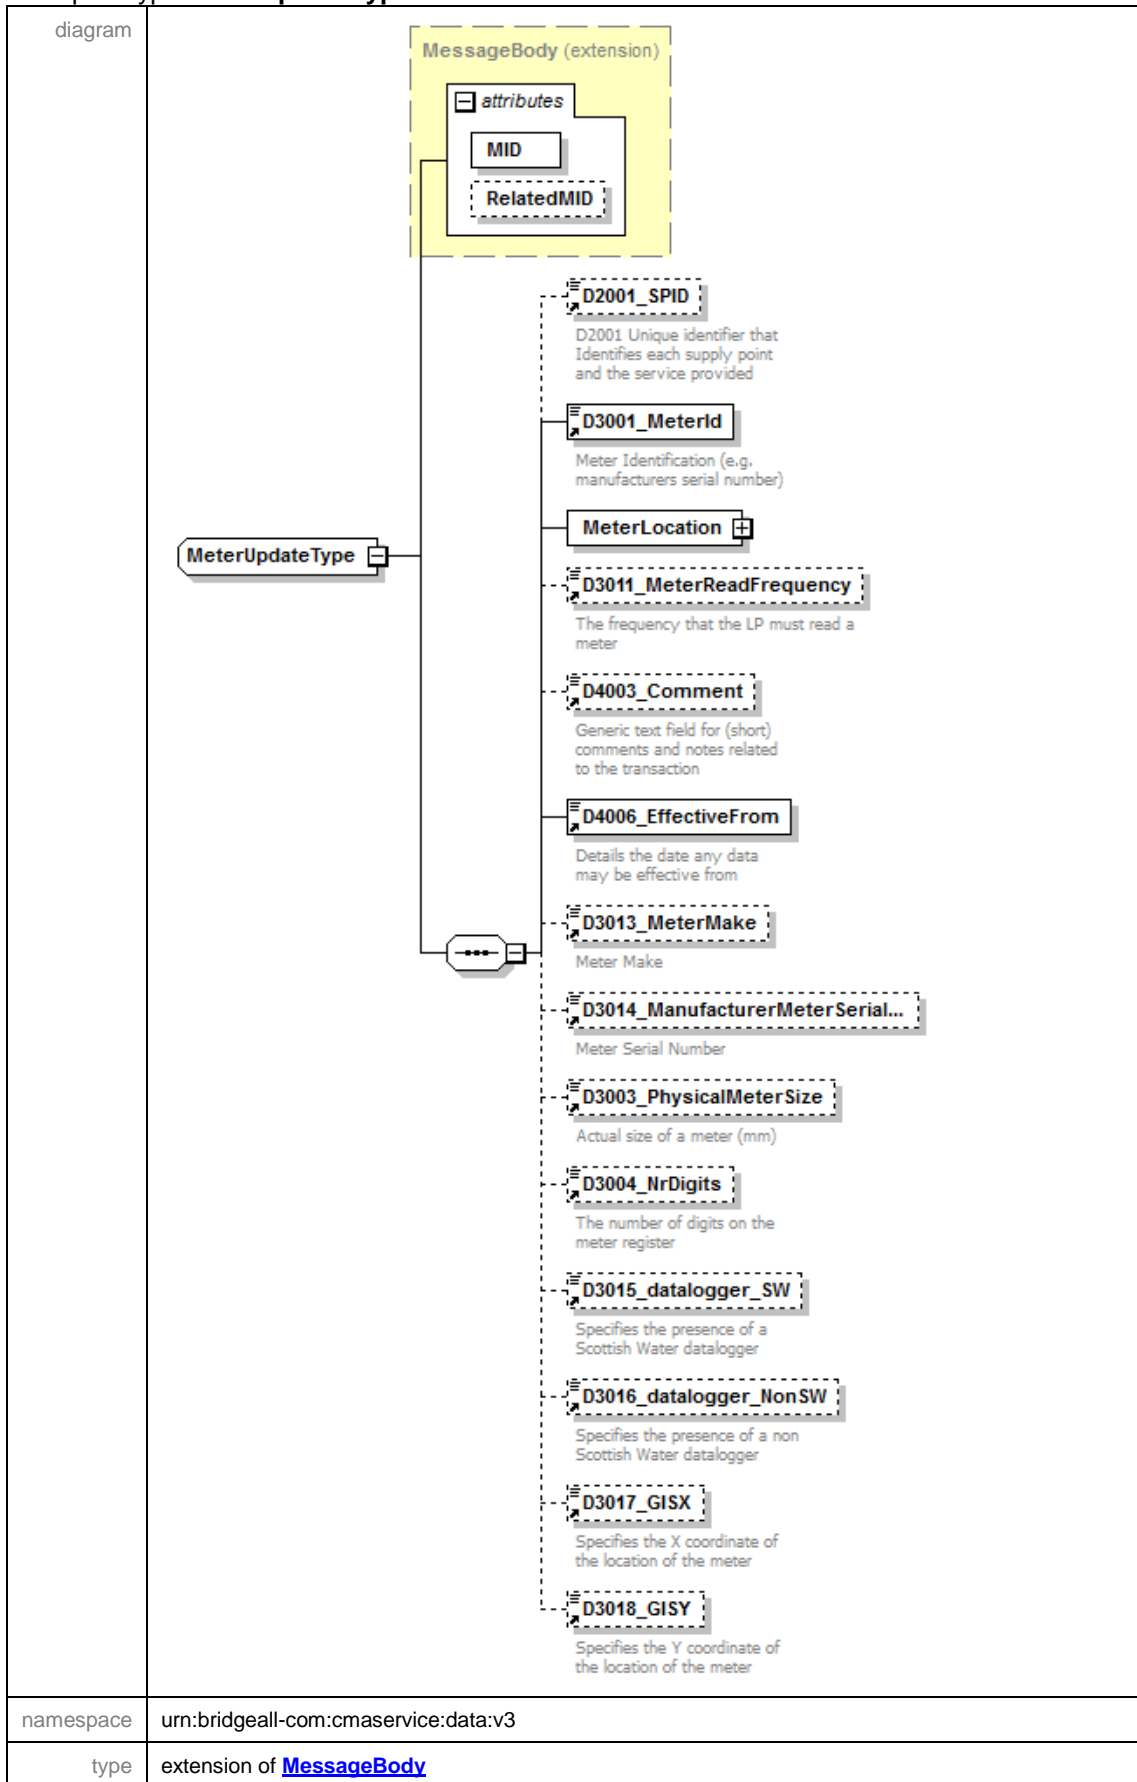 diagram
MessageBody (extension)
attributes
MID
RelatedMID
D2001_SPID
D2001 Unique identifier that
Identifies each supply point
and the service provided
D3001_MeterId
Meter Identification (e.g.
manufacturers serial number)
MeterLocation
MeterUpdateType
D3011_MeterReadFrequency
The frequency that the LP must read a
meter
D4003_Comment
Generic text field for (short)
comments and notes related
to the transaction
D4006_EffectiveFrom
Details the date any data
may be effective from
D3013_MeterMake
Meter Make
D3014_ManufacturerMeterSerial...
Meter Serial Number
D3003_PhysicalMeterSize
Actual size of a meter (mm)
D3004_NrDigits
The number of digits on the
meter register
D3015_datalogger_SW
Specifies the presence of a
Scottish Water datalogger
D3016_datalogger_NonSW
Specifies the presence of a non
Scottish Water datalogger
D3017_GISX
Specifies the X coordinate of
the location of the meter
D3018_GISY
Specifies the Y coordinate of
the location of the meter
namespace urn:bridgeall-com:cmaservice:data:v3
type extension of MessageBody